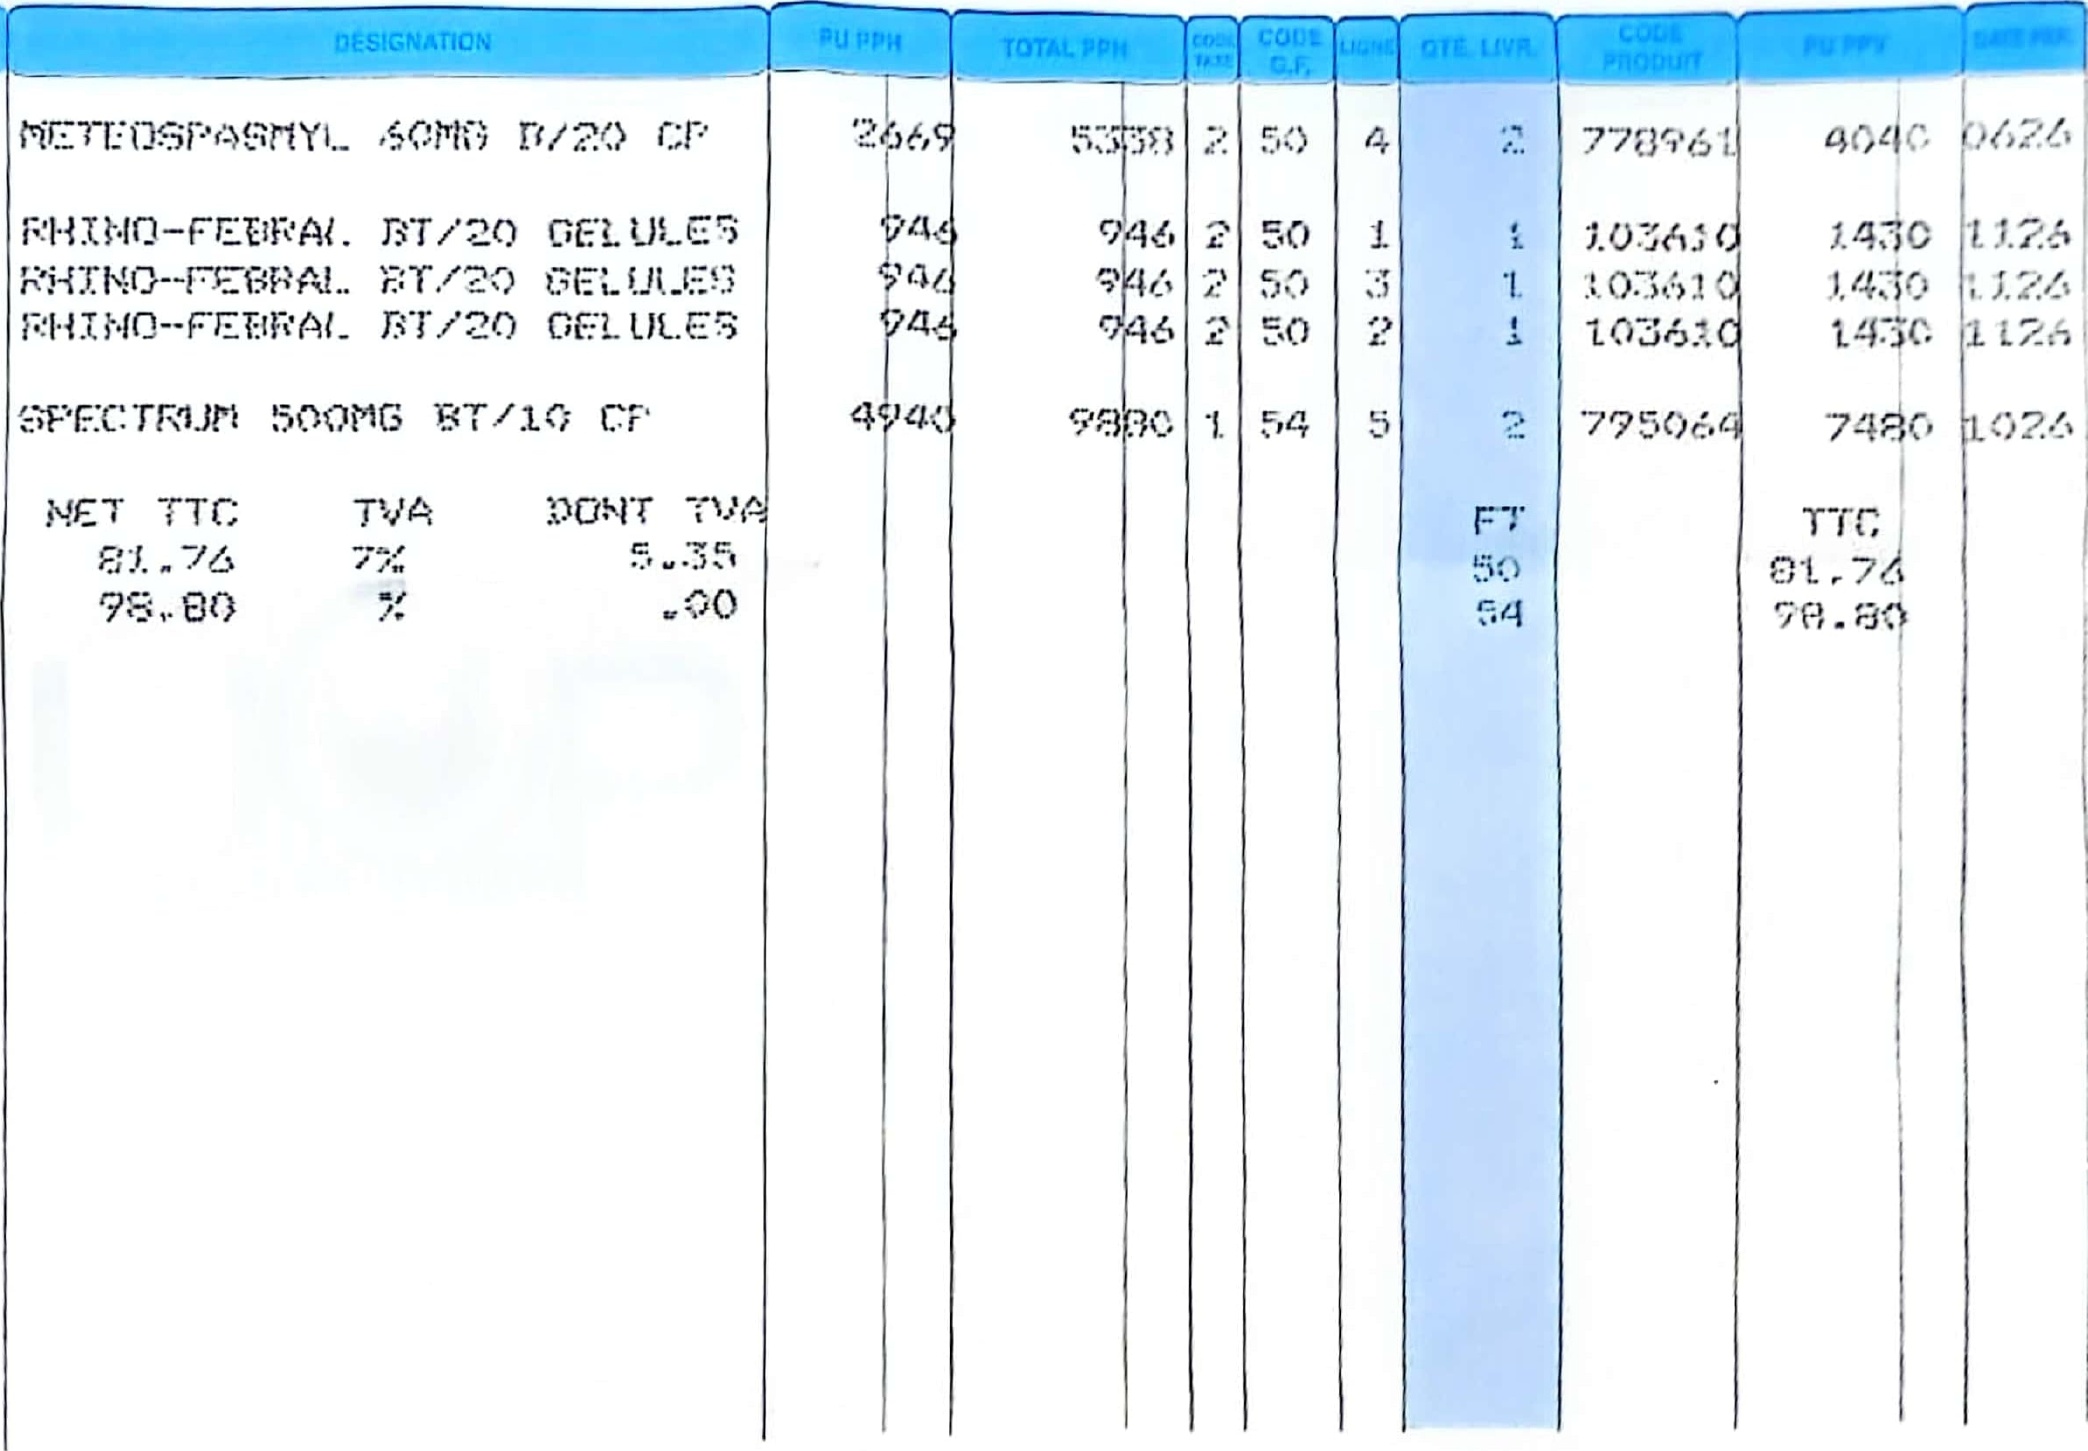 DÉSIGNATION PU PPH TOTAL PPH CODE TAXE CODE G.F. LIGNE QTE. LIVR. CODE PRODUIT PU PPV DATE PER.
METEOSPASMYL 60MG B/20 CP 2669 5338 2 50 4 2 778961 4040 0626
RHINO-FEBRAL BT/20 GELULES 946 946 2 50 1 1 103610 1430 1126
RHINO-FEBRAL BT/20 GELULES 946 946 2 50 3 1 103610 1430 1126
RHINO-FEBRAL BT/20 GELULES 946 946 2 50 2 1 103610 1430 1126
SPECTRUM 500MG BT/10 CP 4940 9880 1 54 5 2 795064 7480 1026
NET TTC TVA DONT TVA FT TTC
81.76 7% 5.35 50 81.76
98.80 % .00 54 98.80